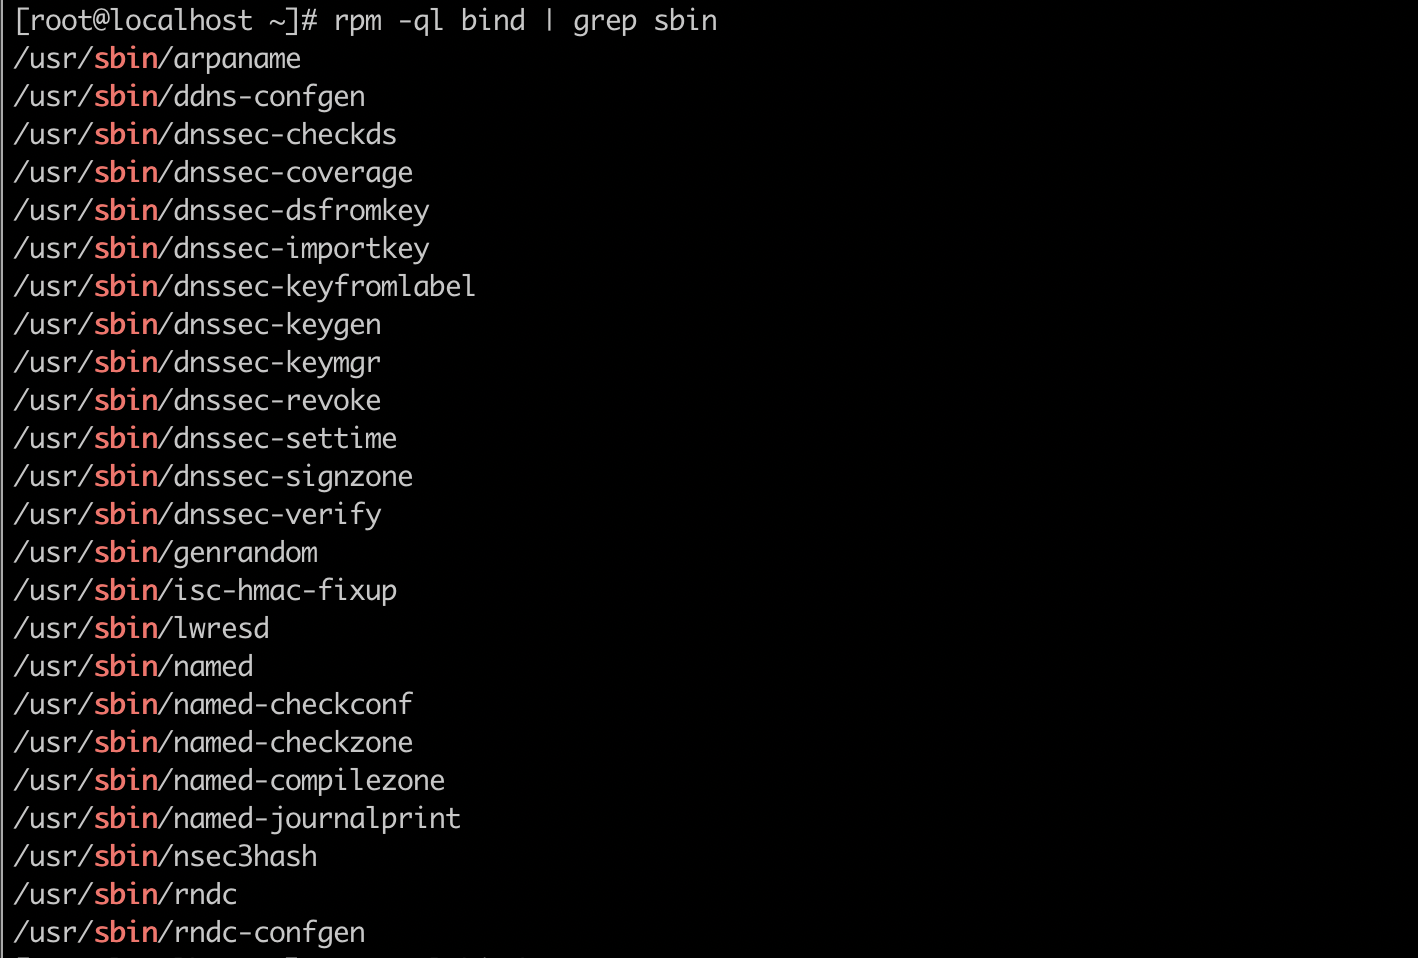 [root@localhost ~]# rpm -ql bind | grep sbin
/usr/sbin/arpaname
/usr/sbin/ddns-confgen
/usr/sbin/dnssec-checkds
/usr/sbin/dnssec-coverage
/usr/sbin/dnssec-dsfromkey
/usr/sbin/dnssec-importkey
/usr/sbin/dnssec-keyfromlabel
/usr/sbin/dnssec-keygen
/usr/sbin/dnssec-keymgr
/usr/sbin/dnssec-revoke
/usr/sbin/dnssec-settime
/usr/sbin/dnssec-signzone
/usr/sbin/dnssec-verify
/usr/sbin/genrandom
/usr/sbin/isc-hmac-fixup
/usr/sbin/lwresd
/usr/sbin/named
/usr/sbin/named-checkconf
/usr/sbin/named-checkzone
/usr/sbin/named-compilezone
/usr/sbin/named-journalprint
/usr/sbin/nsec3hash
/usr/sbin/rndc
/usr/sbin/rndc-confgen